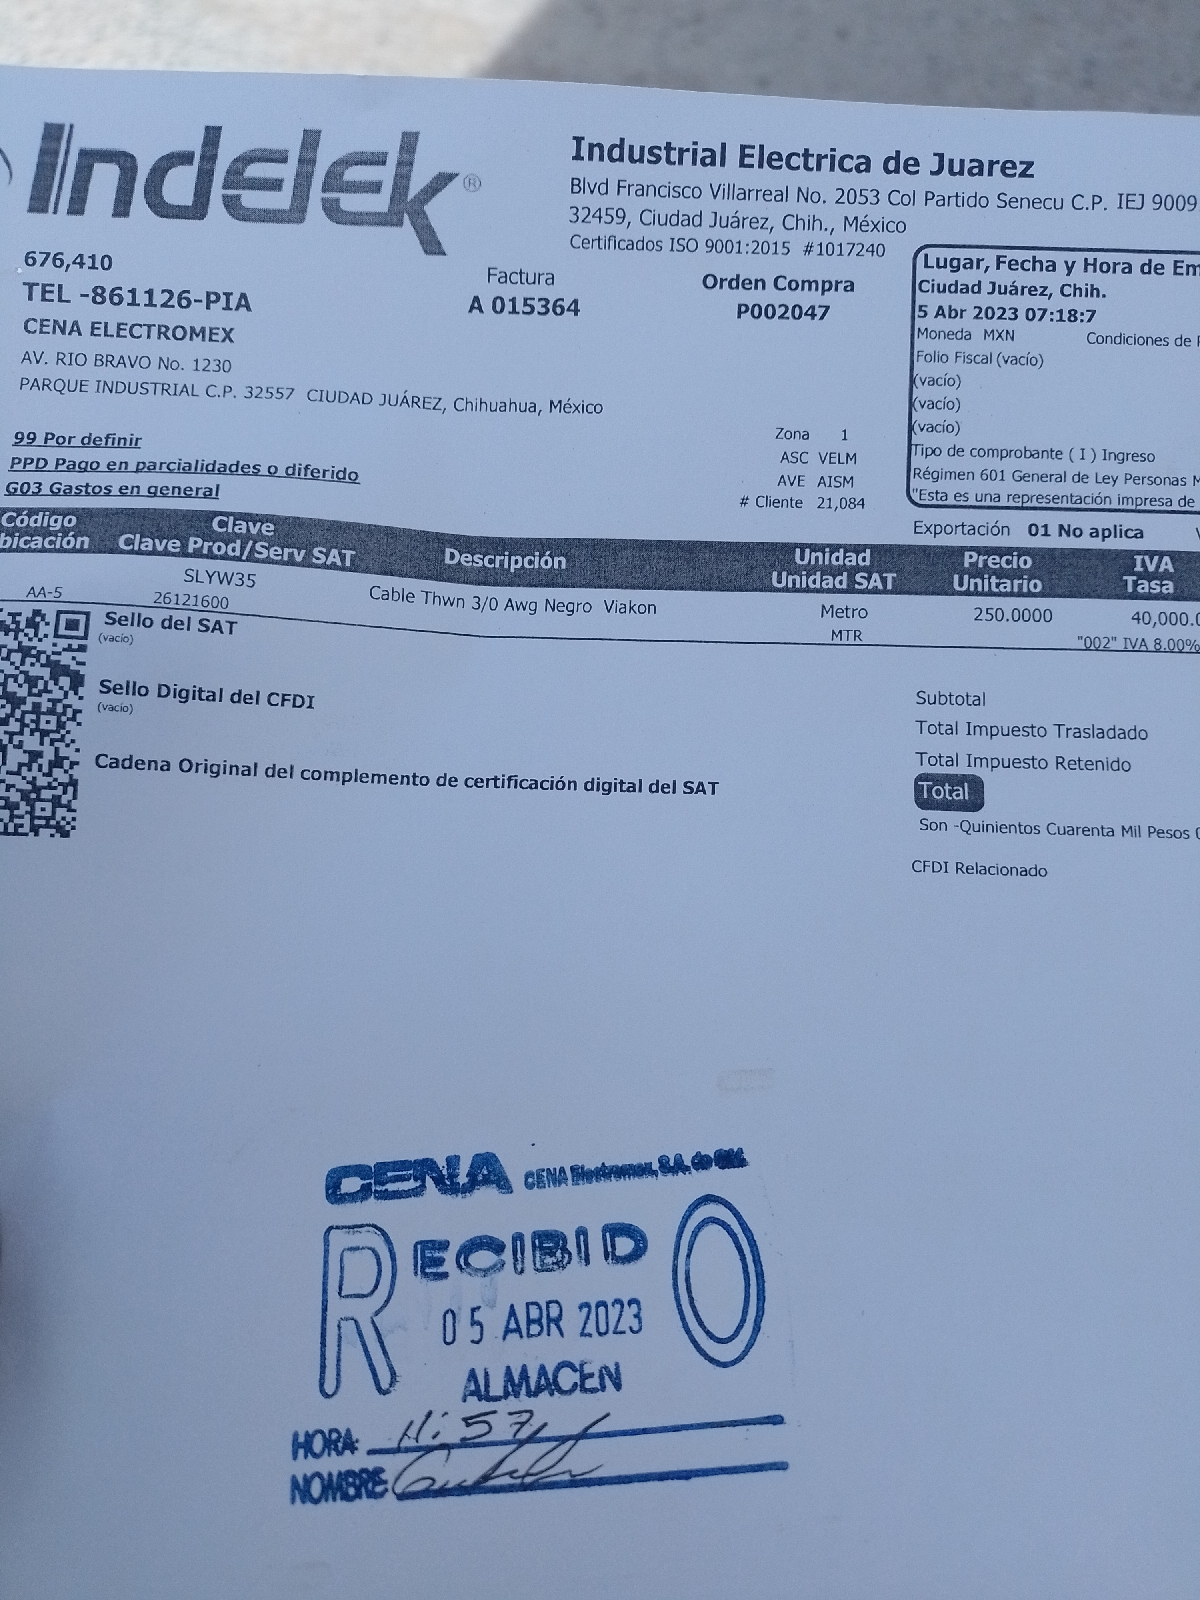 Indelek®
Industrial Electrica de Juarez
Blvd Francisco Villarreal No. 2053 Col Partido Senecu C.P. IEJ 9009
32459, Ciudad Juárez, Chih., México
Certificados ISO 9001:2015 #1017240
676,410
TEL -861126-PIA
CENA ELECTROMEX
AV. RIO BRAVO No. 1230
PARQUE INDUSTRIAL C.P. 32557 CIUDAD JUÁREZ, Chihuahua, México
Factura
A 015364
Orden Compra
P002047
Lugar, Fecha y Hora de Em
Ciudad Juárez, Chih.
5 Abr 2023 07:18:7
Moneda MXN Condiciones de
Folio Fiscal (vacío)
(vacío)
(vacío)
(vacío)
Tipo de comprobante ( I ) Ingreso
Régimen 601 General de Ley Personas M
"Esta es una representación impresa de
99 Por definir
PPD Pago en parcialidades o diferido
G03 Gastos en general
Zona 1
ASC VELM
AVE AISM
# Cliente 21,084
Exportación 01 No aplica
Código Clave Descripción Unidad Precio IVA
bicación Clave Prod/Serv SAT Unidad SAT Unitario Tasa
SLYW35 Cable Thwn 3/0 Awg Negro Viakon Metro 250.0000 40,000.0
AA-5 26121600 MTR "002" IVA 8.00%
Sello del SAT
(vacío)
Sello Digital del CFDI
(vacío)
Cadena Original del complemento de certificación digital del SAT
Subtotal
Total Impuesto Trasladado
Total Impuesto Retenido
Total
Son -Quinientos Cuarenta Mil Pesos 0
CFDI Relacionado
CENA CENA Electromex, S.A. de C.V.
RECIBIDO
05 ABR 2023
ALMACEN
HORA: 11:57
NOMBRE